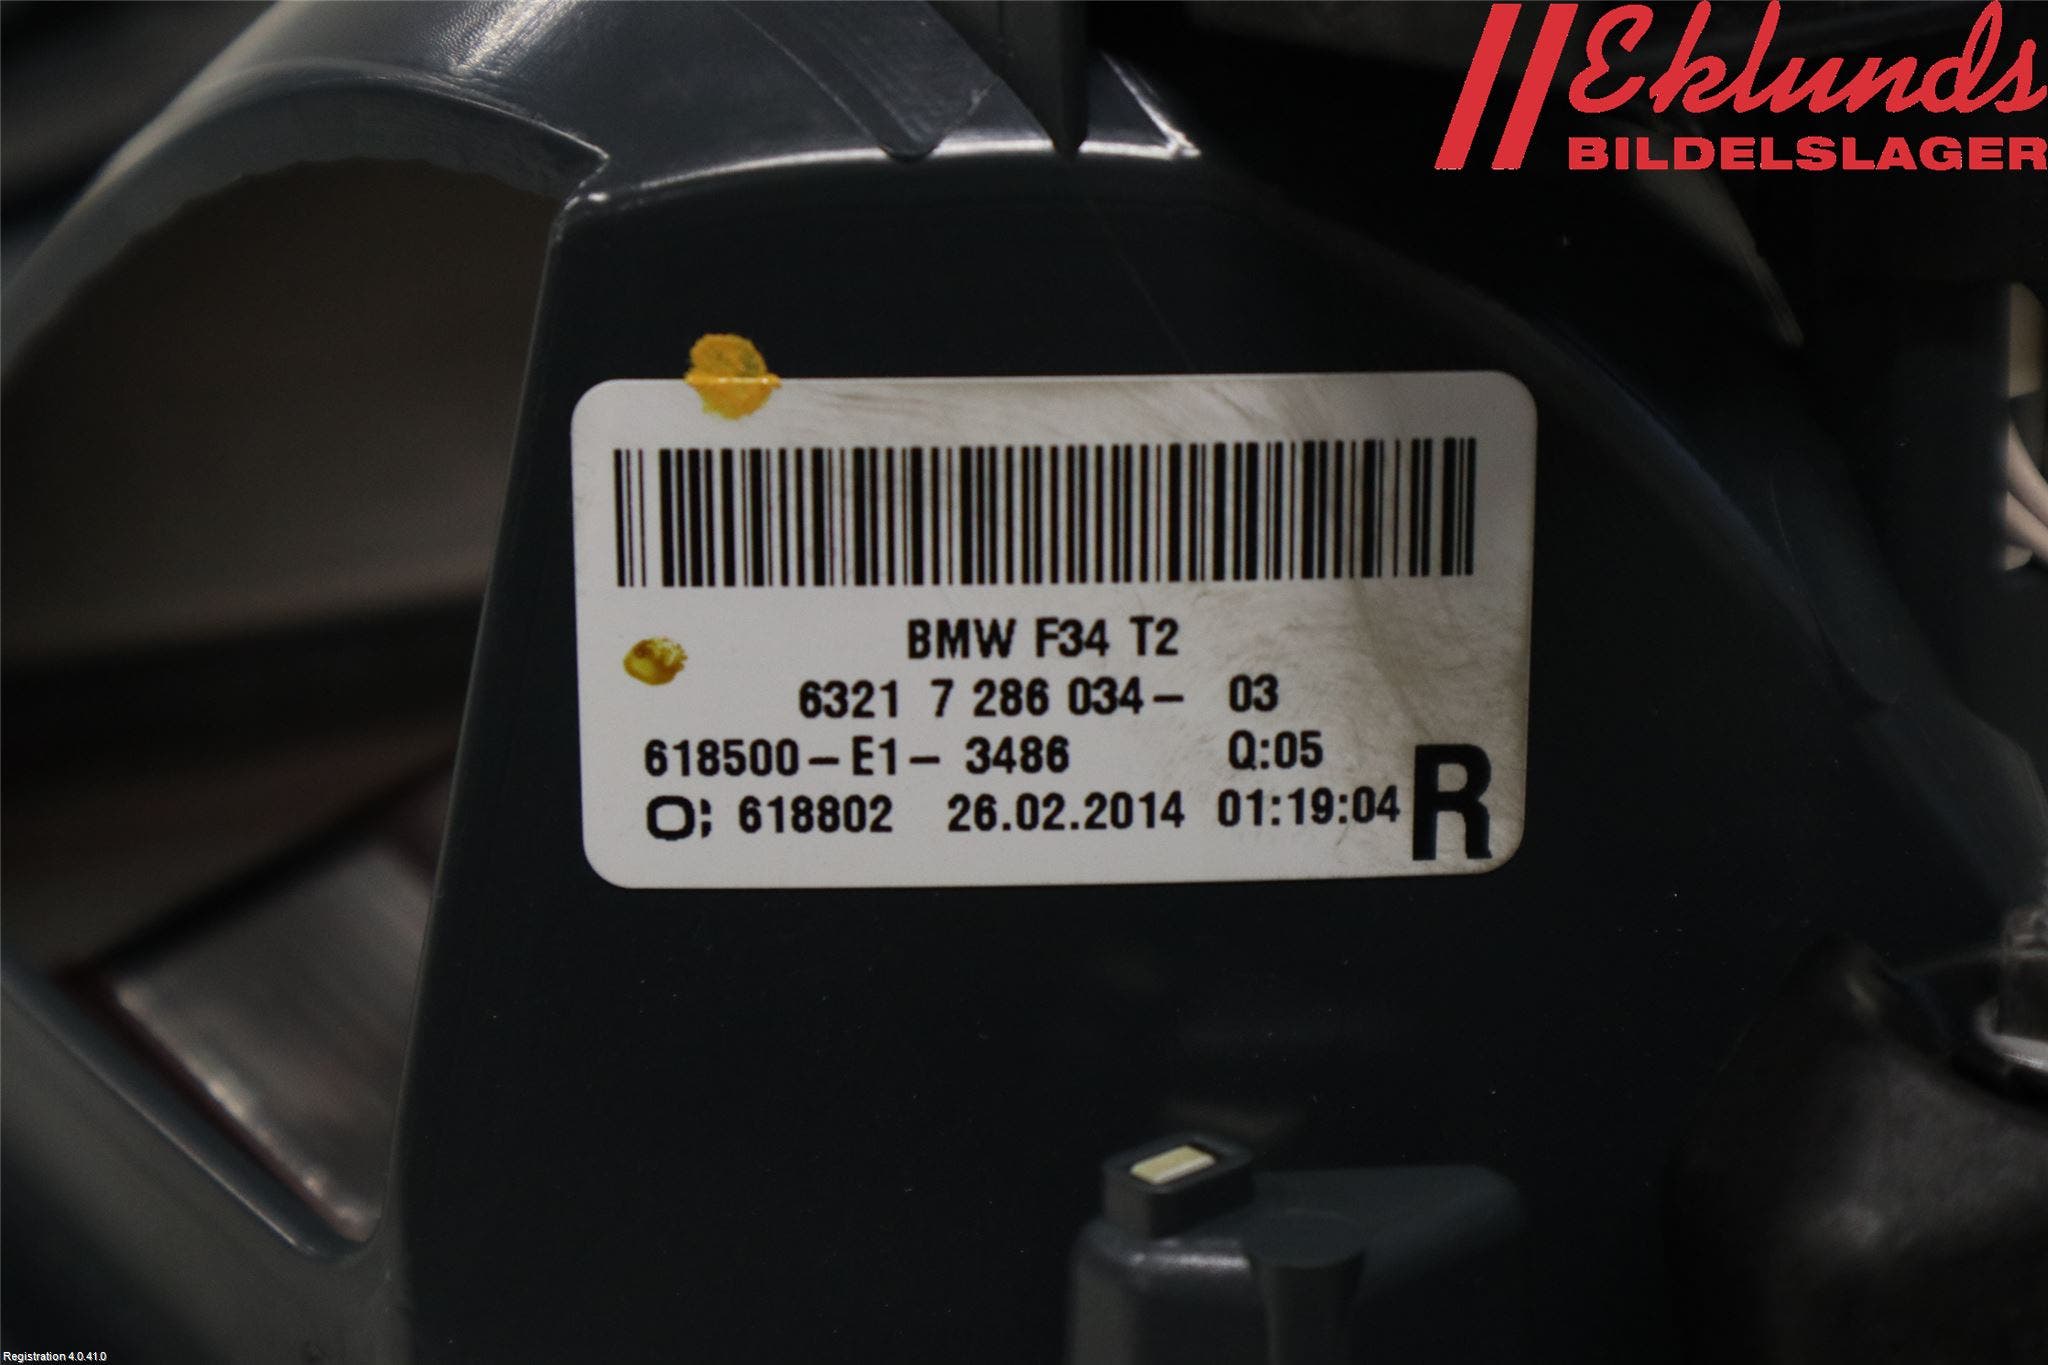 Eklunds
BILDELSLAGER
BMW F34 T2
6321 7 286 034- 03
618500-E1- 3486 Q:05
O; 618802 26.02.2014 01:19:04 R
Registration 4.0.41.0